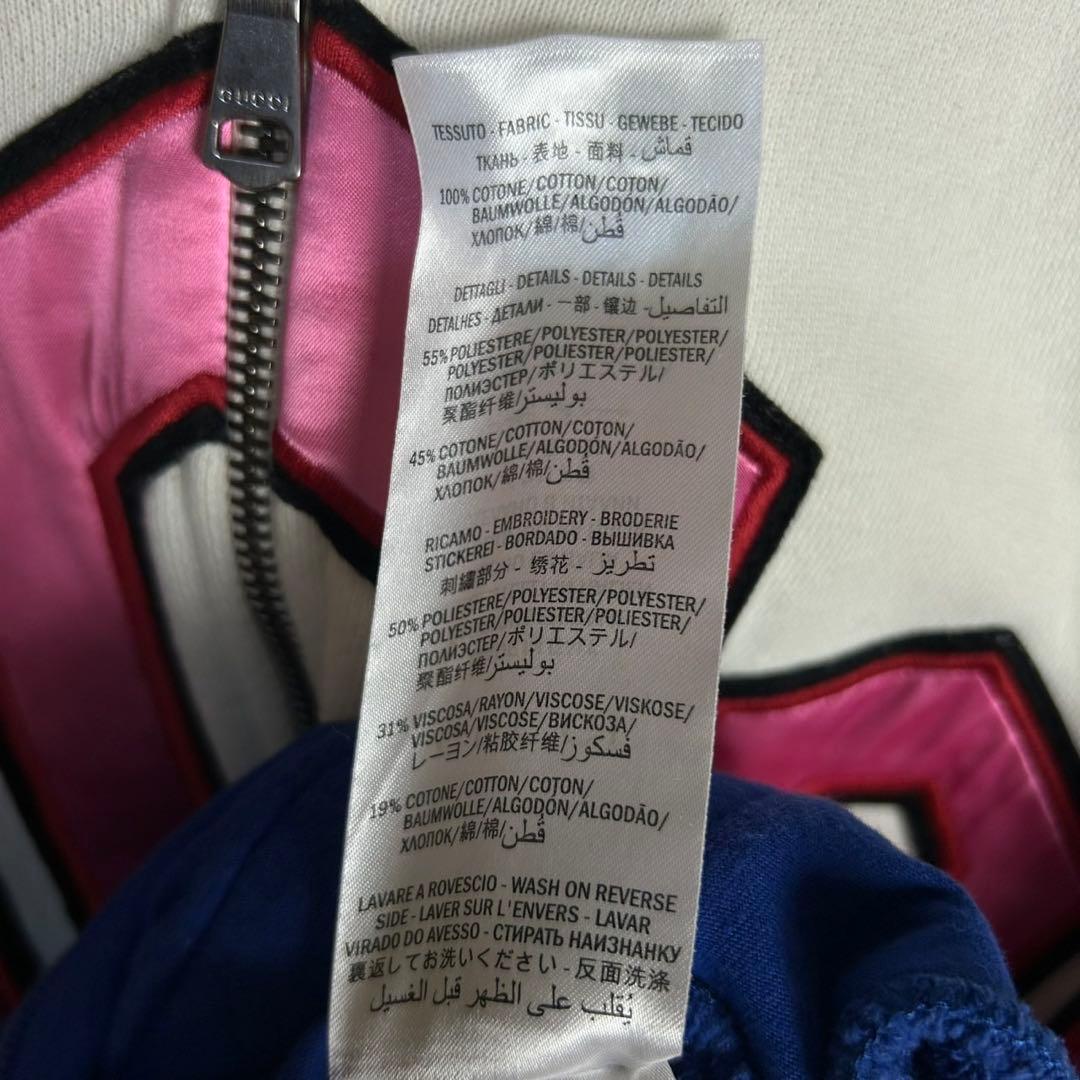 GUCCI
TESSUTO - FABRIC - TISSU - GEWEBE - TECIDO
ТКАНЬ - 表地 - 面料 - قماش
100% COTONE/COTTON/COTON/
BAUMWOLLE/ALGODÓN/ALGODÃO/
ХЛОПОК/綿/棉/قُطن
DETTAGLI - DETAILS - DETAILS - DETAILS
DETALHES - ДЕТАЛИ - 一部 - 镶边 - التفاصيل
55% POLIESTERE/POLYESTER/POLYESTER/
POLYESTER/POLIESTER/POLIESTER/
ПОЛИЭСТЕР/ポリエステル/
聚酯纤维/بوليستر
45% COTONE/COTTON/COTON/
BAUMWOLLE/ALGODÓN/ALGODÃO/
ХЛОПОК/綿/棉/قُطن
RICAMO - EMBROIDERY - BRODERIE
STICKEREI - BORDADO - ВЫШИВКА
刺繍部分 - 绣花 - تطريز
50% POLIESTERE/POLYESTER/POLYESTER/
POLYESTER/POLIESTER/POLIESTER/
ПОЛИЭСТЕР/ポリエステル/
聚酯纤维/بوليستر
31% VISCOSA/RAYON/VISCOSE/VISKOSE/
VISCOSA/VISCOSE/ВИСКОЗА/
レーヨン/粘胶纤维/فسكوز
19% COTONE/COTTON/COTON/
BAUMWOLLE/ALGODÓN/ALGODÃO/
ХЛОПОК/綿/棉/قُطن
LAVARE A ROVESCIO - WASH ON REVERSE
SIDE - LAVER SUR L'ENVERS - LAVAR
VIRADO DO AVESSO - СТИРАТЬ НАИЗНАНКУ
裏返してお洗いください - 反面洗涤
يُقلب على الظهر قبل الغسيل